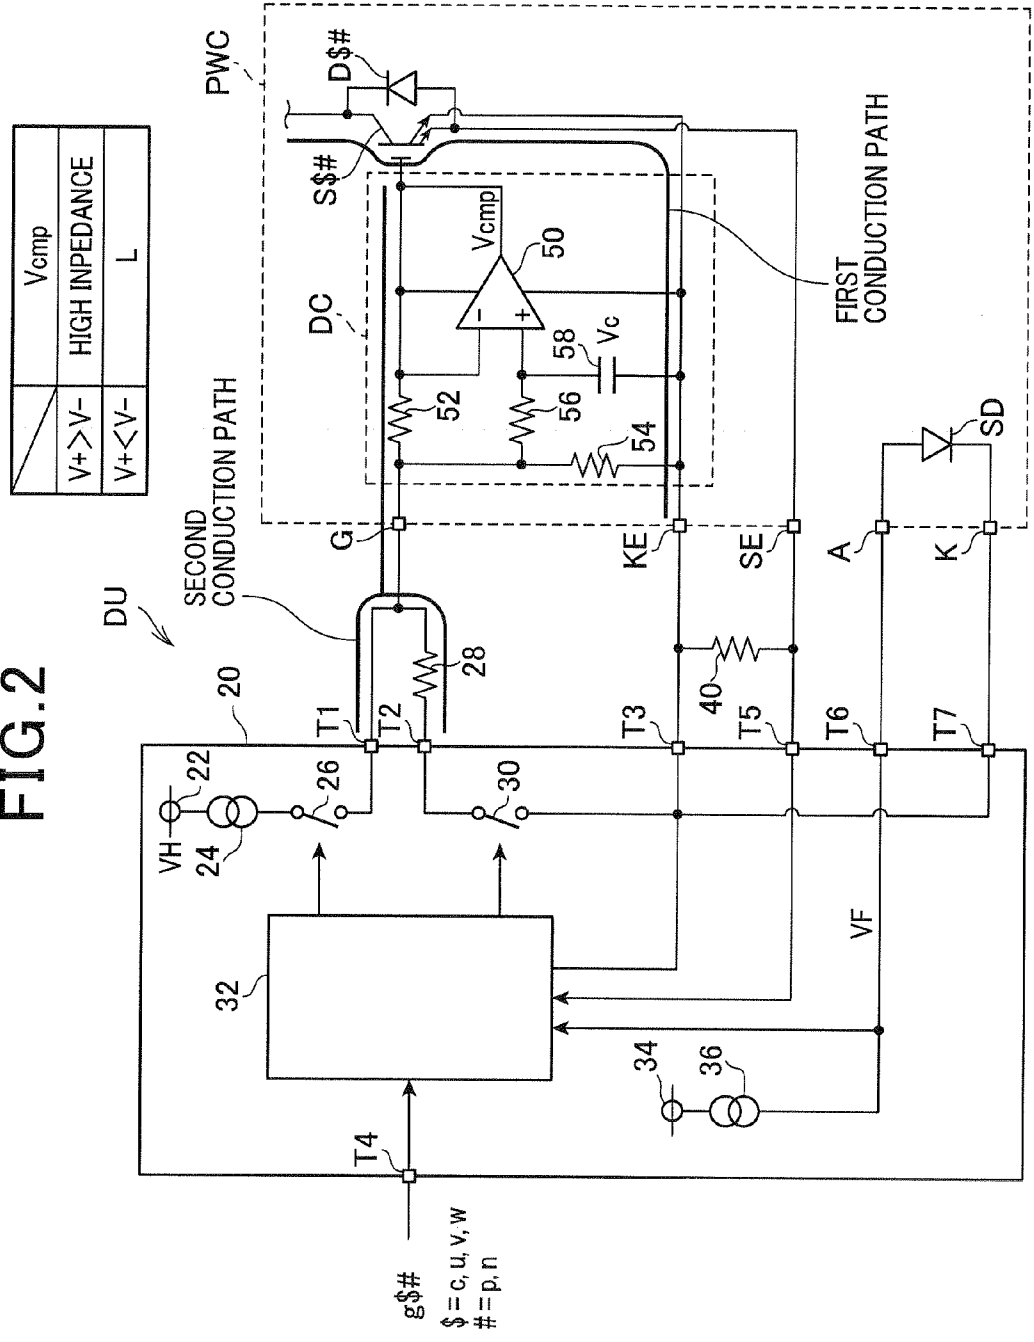 FIG.2
Vcmp
V+>V-
HIGH INPEDANCE
V+<V-
L
DU
20
SECOND
CONDUCTION PATH
PWC
DC
D$#
S$#
VH
22
24
26
T1
T2
28
G
52
Vcmp
50
-
+
56
58
Vc
54
30
32
T3
KE
40
T5
SE
FIRST
CONDUCTION PATH
T6
A
SD
T7
K
VF
34
36
T4
g$#
$ = c, u, v, w
# = p, n